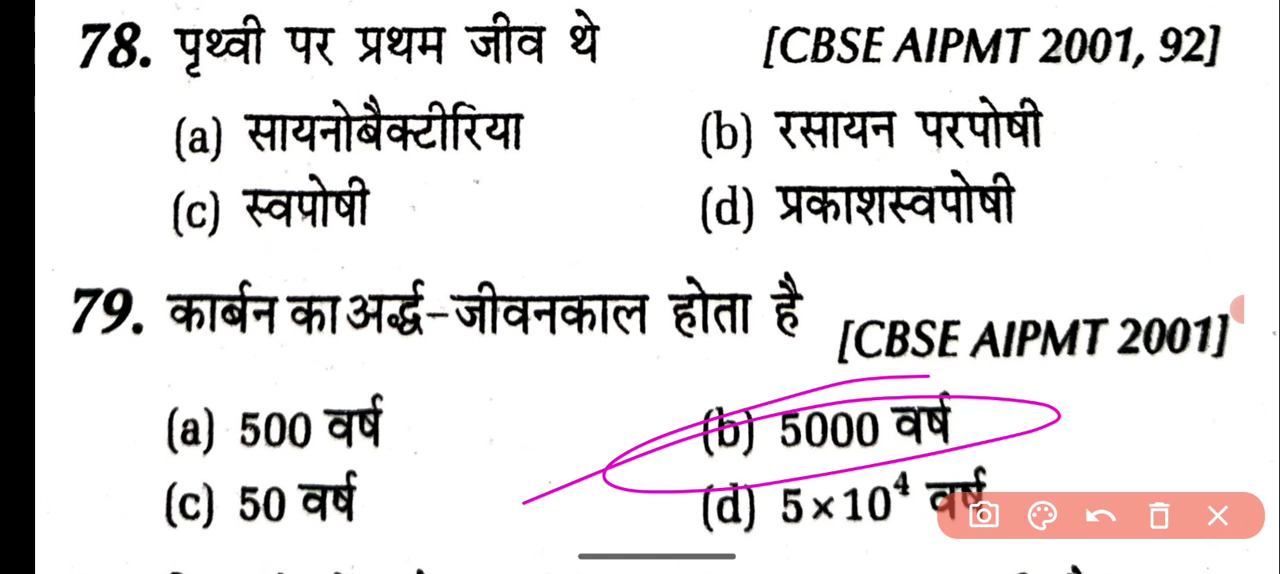 78. पृथ्वी पर प्रथम जीव थे [CBSE AIPMT 2001, 92]
(a) सायनोबैक्टीरिया (b) रसायन परपोषी
(c) स्वपोषी (d) प्रकाशस्वपोषी
79. कार्बन का अर्द्ध-जीवनकाल होता है [CBSE AIPMT 2001]
(a) 500 वर्ष (b) 5000 वर्ष
(c) 50 वर्ष (d) 5×10⁴ वर्ष